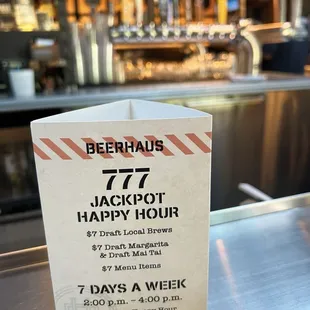 BEERHAUS
777
JACKPOT
HAPPY HOUR
$7 Draft Local Brews
$7 Draft Margarita
& Draft Mai Tai
$7 Menu Items
7 DAYS A WEEK
2:00 p.m. – 4:00 p.m.
Hour